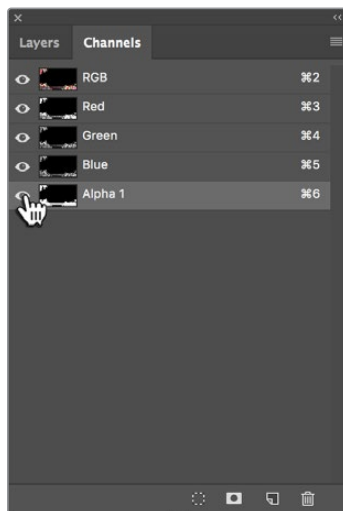 Layers Channels
RGB ⌘2
Red ⌘3
Green ⌘4
Blue ⌘5
Alpha 1 ⌘6